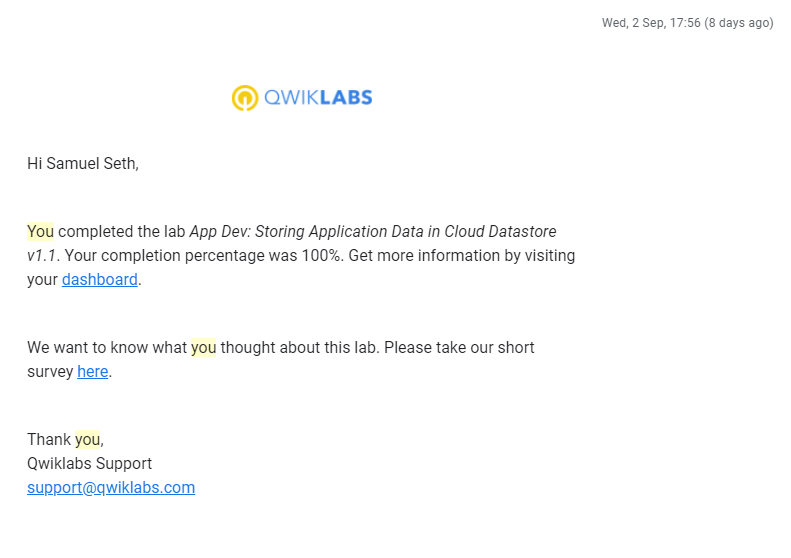 Wed, 2 Sep, 17:56 (8 days ago)
QWIKLABS
Hi Samuel Seth,
You completed the lab App Dev: Storing Application Data in Cloud Datastore
v1.1. Your completion percentage was 100%. Get more information by visiting
your dashboard.
We want to know what you thought about this lab. Please take our short
survey here.
Thank you,
Qwiklabs Support
support@qwiklabs.com